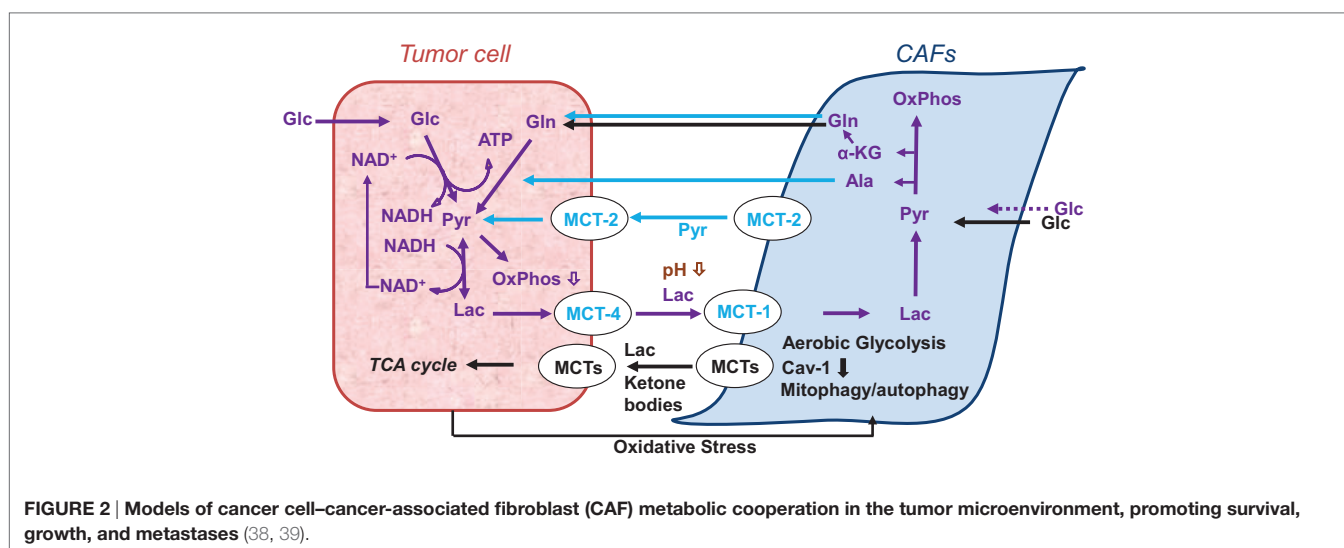 Tumor cell
CAFs
OxPhos
Glc
Glc
Gln
Gln
ATP
α-KG
NAD⁺
Ala
NADH
Pyr
MCT-2
MCT-2
Pyr
Pyr
Glc
Glc
NADH
OxPhos
pH
NAD⁺
Lac
Lac
MCT-4
MCT-1
Lac
Aerobic Glycolysis
TCA cycle
MCTs
Lac
Ketone
bodies
MCTs
Cav-1
Mitophagy/autophagy
Oxidative Stress
FIGURE 2 | Models of cancer cell–cancer-associated fibroblast (CAF) metabolic cooperation in the tumor microenvironment, promoting survival,
growth, and metastases (38, 39).